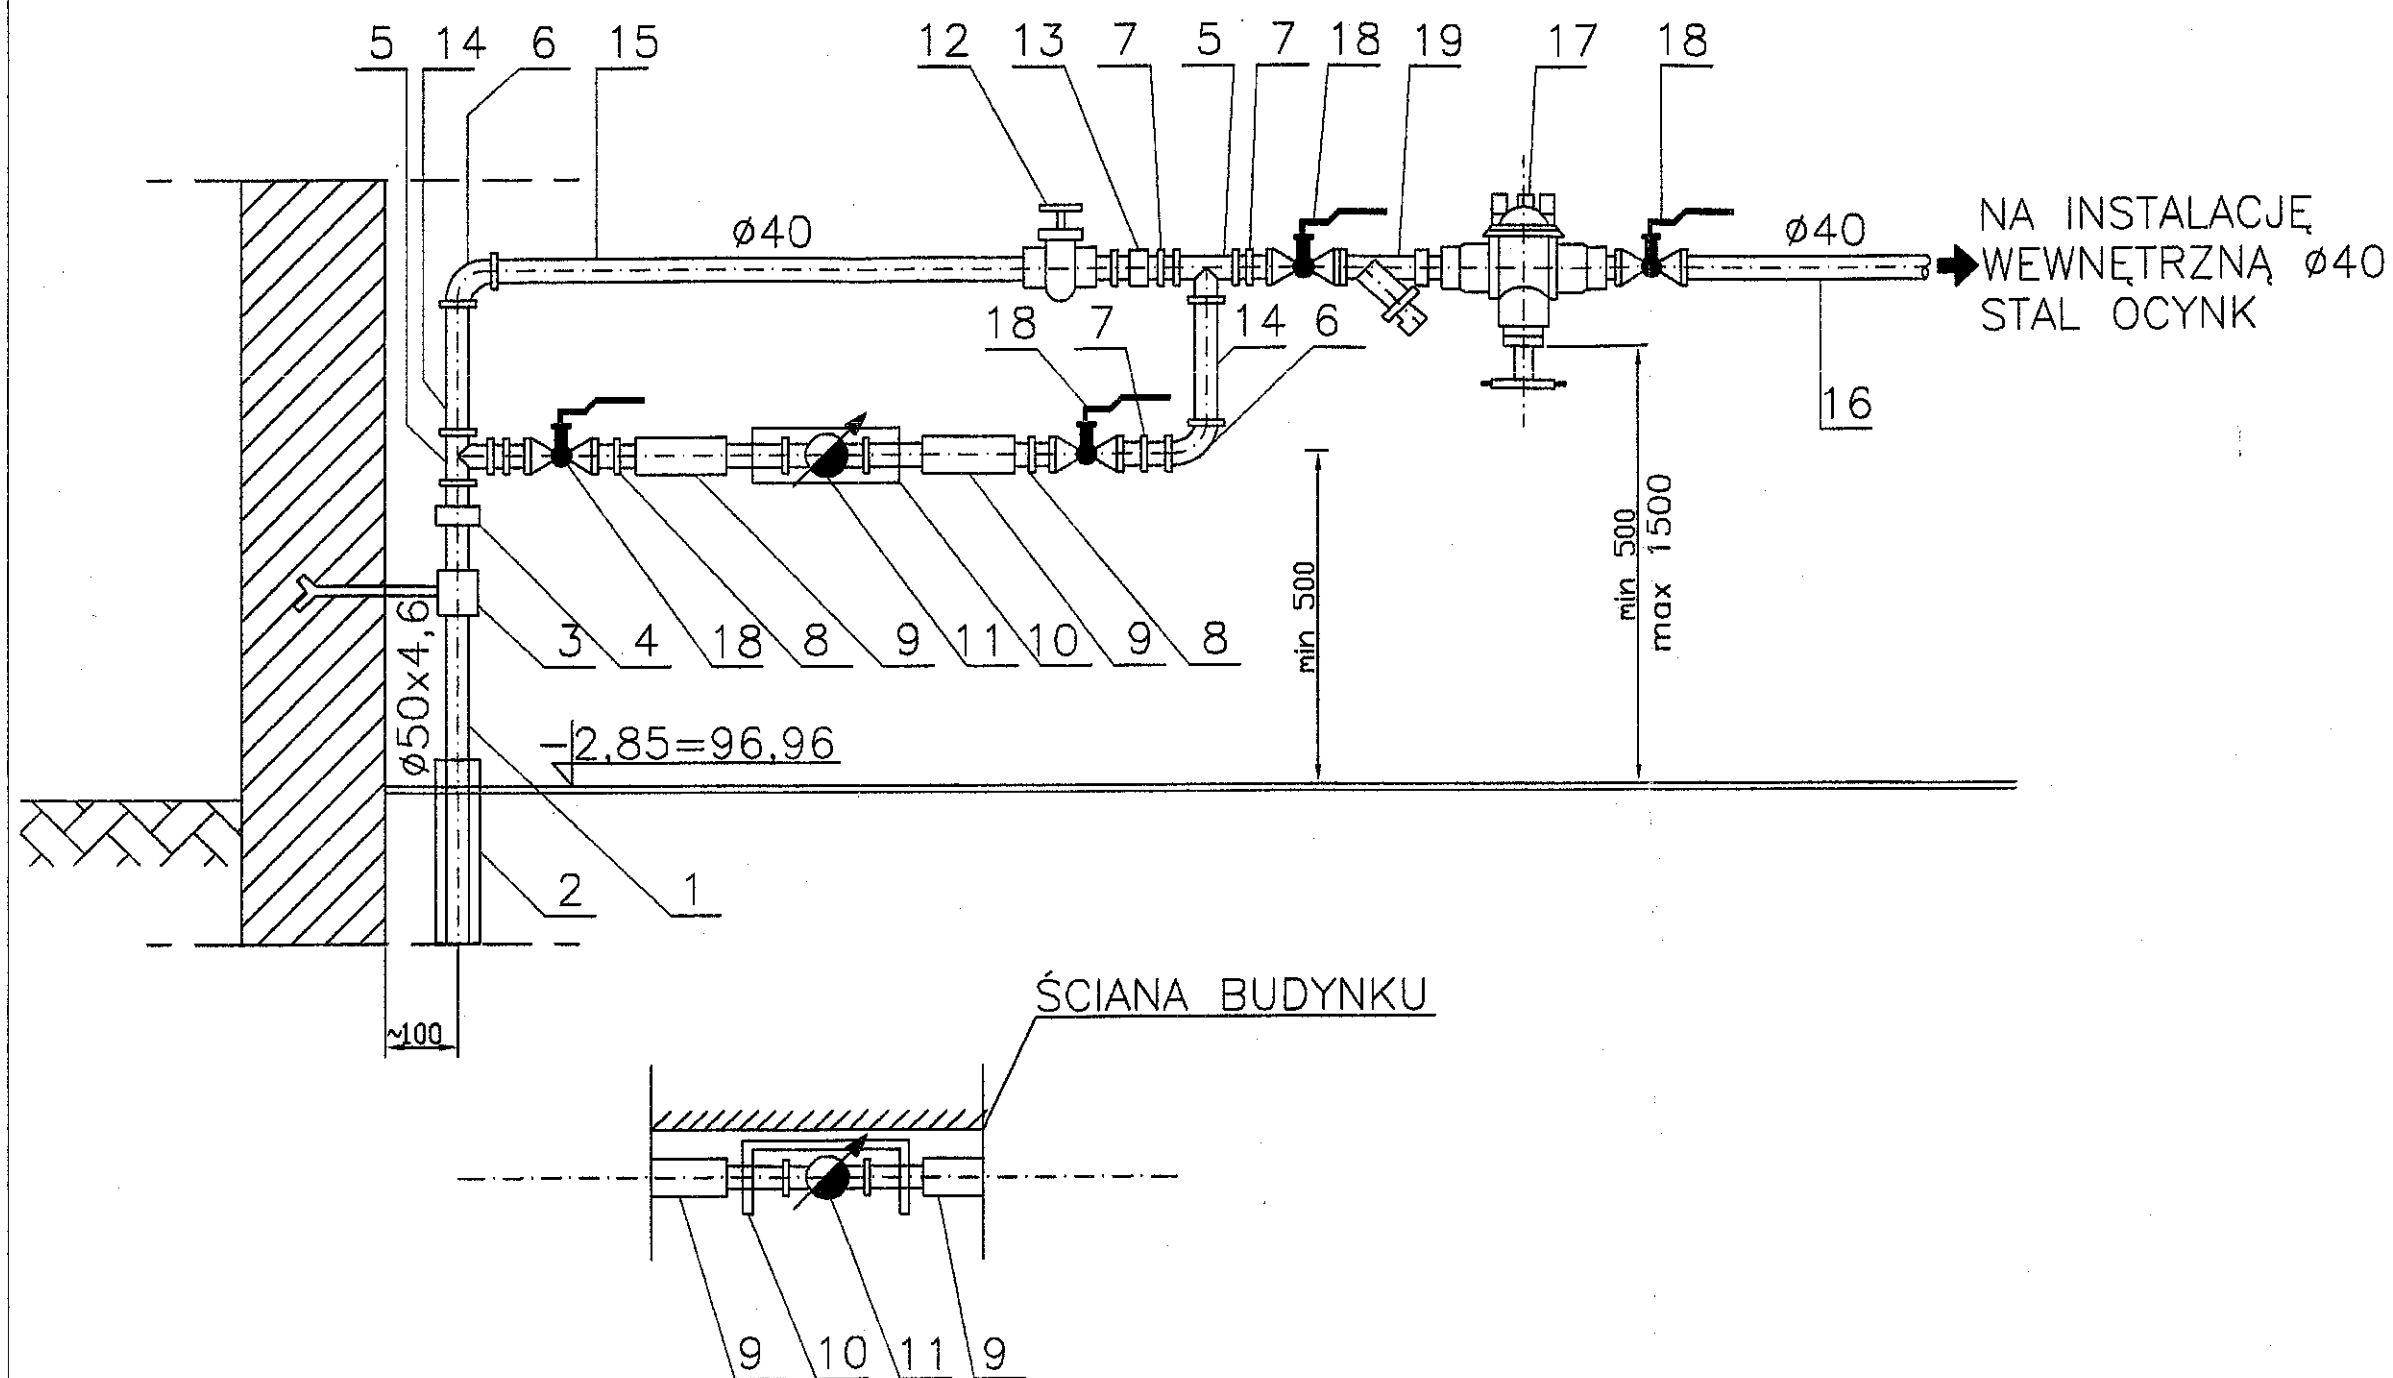 5 14 6 15 12 13 7 5 7 18 19 17 18
ø40
ø40
NA INSTALACJĘ
WEWNĘTRZNĄ ø40
STAL OCYNK
18 7 14 6
16
min 500
min 500
max 1500
3 4 18 8 9 11 10 9 8
ø50x4,6
-2,85=96,96
2 1
~100
ŚCIANA BUDYNKU
9 10 11 9